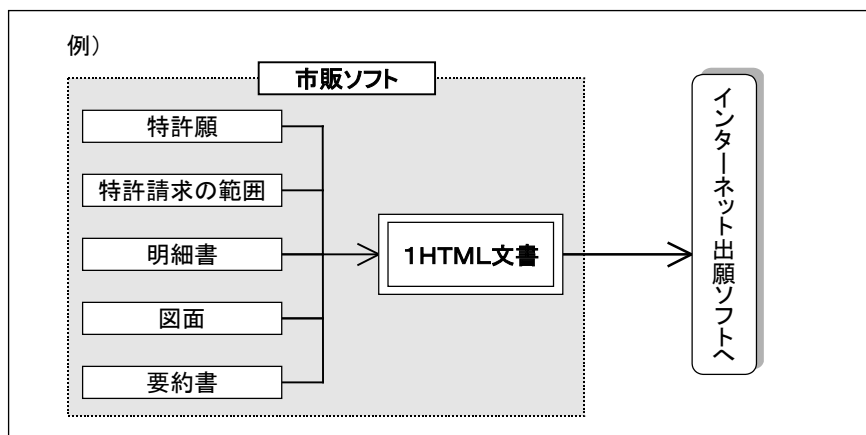 例）
市販ソフト
特許願
特許請求の範囲
明細書
図面
要約書
１ＨＴＭＬ文書
インターネット出願ソフトへ